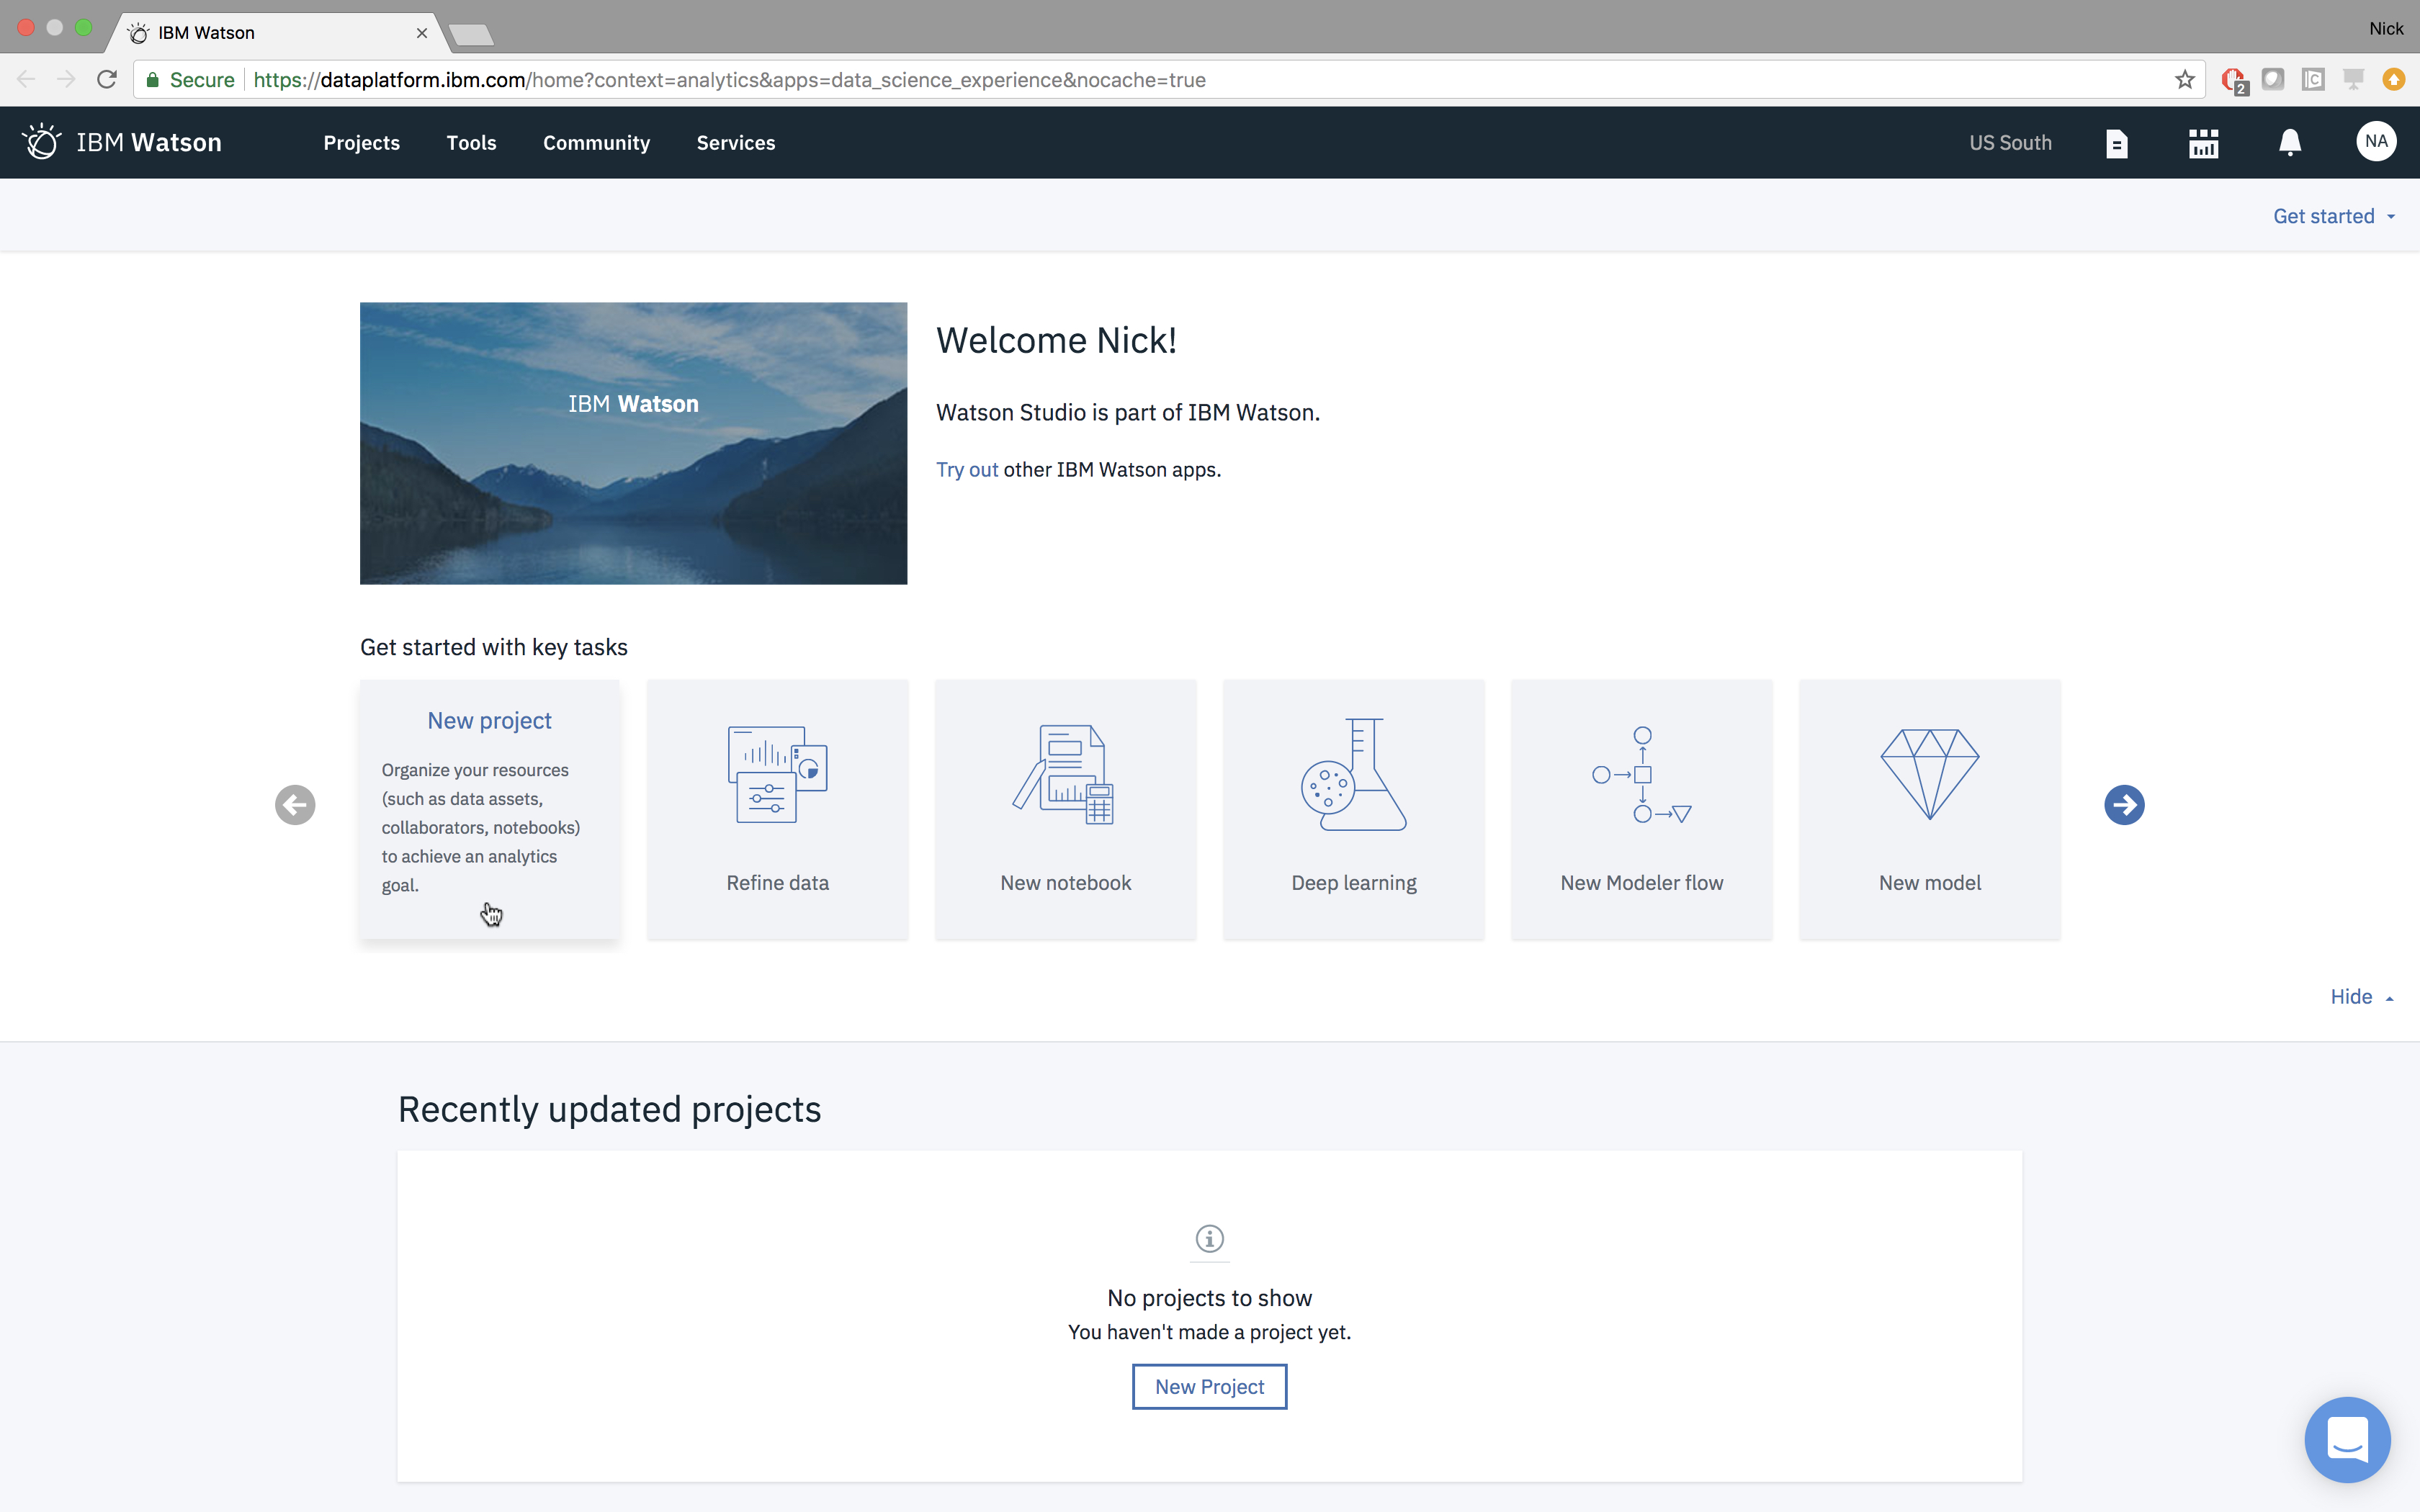 IBM Watson
Nick
Secure https://dataplatform.ibm.com/home?context=analytics&apps=data_science_experience&nocache=true
2
IBM Watson
Projects
Tools
Community
Services
US South
NA
Get started
IBM Watson
Welcome Nick!
Watson Studio is part of IBM Watson.
Try out other IBM Watson apps.
Get started with key tasks
New project
Organize your resources
(such as data assets,
collaborators, notebooks)
to achieve an analytics
goal.
Refine data
New notebook
Deep learning
New Modeler flow
New model
Hide
Recently updated projects
No projects to show
You haven't made a project yet.
New Project